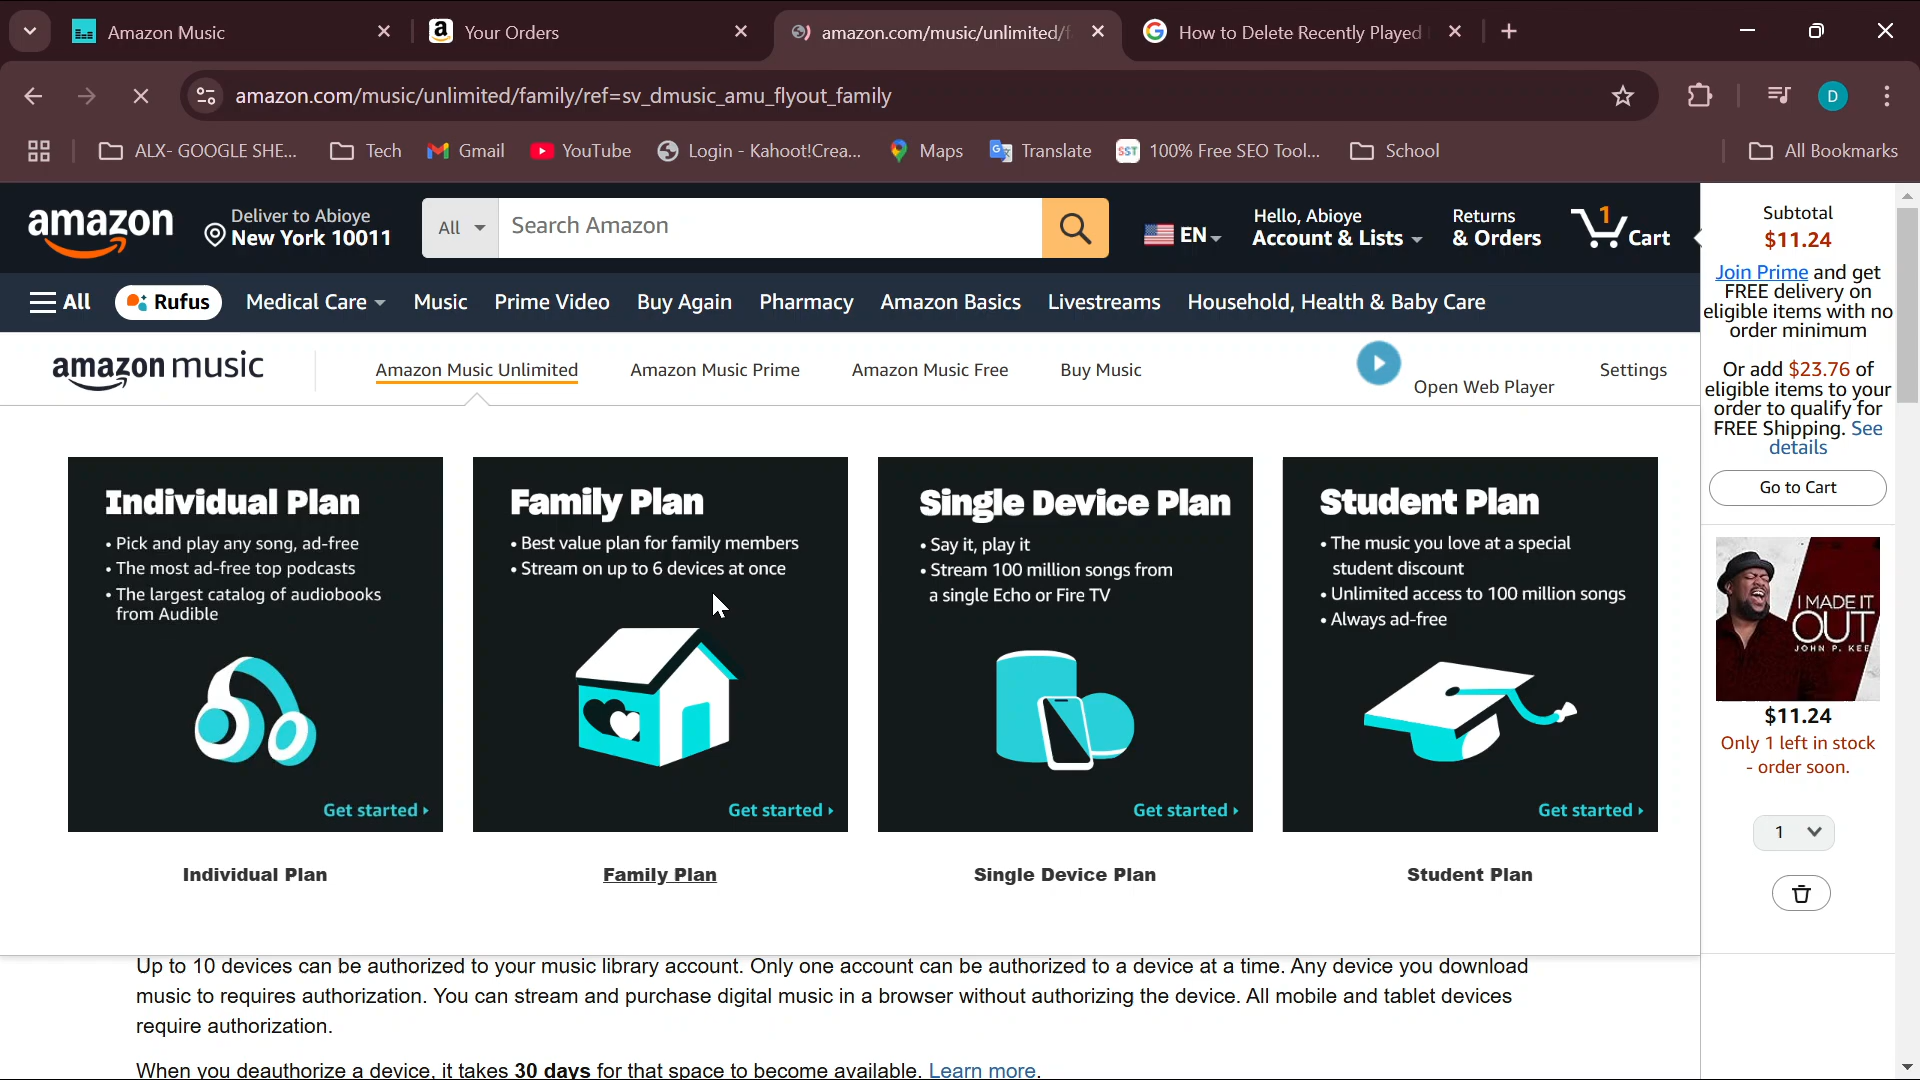 Amazon Music
Your Orders
amazon.com/music/unlimited/f
How to Delete Recently Played
amazon.com/music/unlimited/family/ref=sv_dmusic_amu_flyout_family
D
ALX- GOOGLE SHE...
Tech
Gmail
YouTube
Login - Kahoot!Crea...
Maps
Translate
SST
100% Free SEO Tool...
School
All Bookmarks
amazon
Deliver to Abioye
New York 10011
All
Search Amazon
EN
Hello, Abioye
Account & Lists
Returns
& Orders
1
Cart
All
Rufus
Medical Care
Music
Prime Video
Buy Again
Pharmacy
Amazon Basics
Livestreams
Household, Health & Baby Care
amazon music
Amazon Music Unlimited
Amazon Music Prime
Amazon Music Free
Buy Music
Open Web Player
Settings
Individual Plan
• Pick and play any song, ad-free
• The most ad-free top podcasts
• The largest catalog of audiobooks
from Audible
Get started
Individual Plan
Family Plan
• Best value plan for family members
• Stream on up to 6 devices at once
Get started
Family Plan
Single Device Plan
• Say it, play it
• Stream 100 million songs from
a single Echo or Fire TV
Get started
Single Device Plan
Student Plan
• The music you love at a special
student discount
• Unlimited access to 100 million songs
• Always ad-free
Get started
Student Plan
Up to 10 devices can be authorized to your music library account. Only one account can be authorized to a device at a time. Any device you download
music to requires authorization. You can stream and purchase digital music in a browser without authorizing the device. All mobile and tablet devices
require authorization.
When you deauthorize a device, it takes 30 days for that space to become available. Learn more.
Subtotal
$11.24
Join Prime and get
FREE delivery on
eligible items with no
order minimum
Or add $23.76 of
eligible items to your
order to qualify for
FREE Shipping. See
details
Go to Cart
I MADE IT
OUT
JOHN P. KEE
$11.24
Only 1 left in stock
- order soon.
1